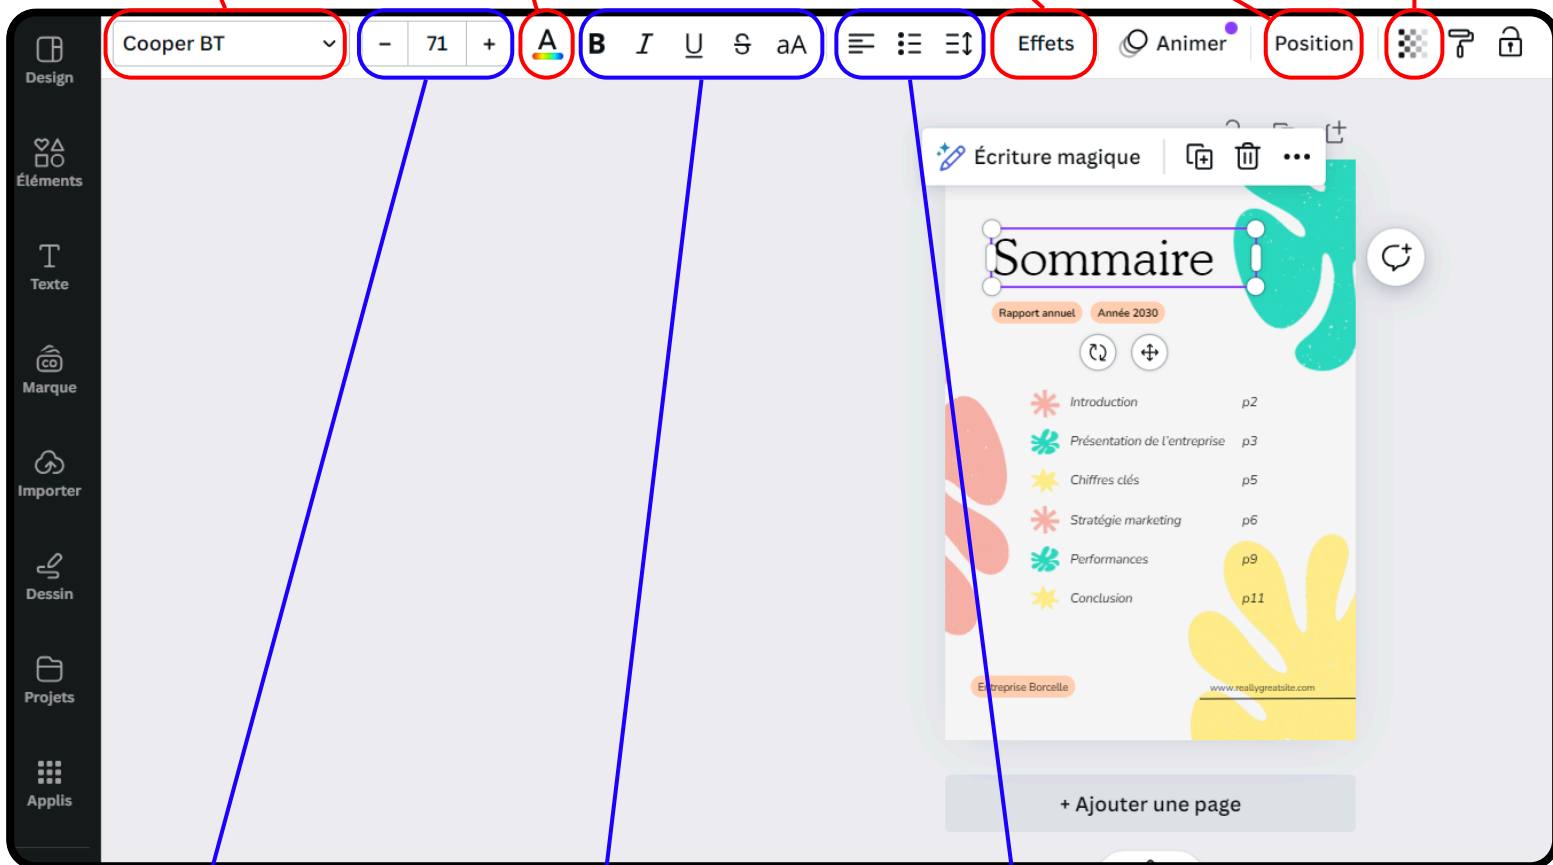 Cooper BT
– 71 +
A
B I U S aA
Effets
Animer
Position
Design
Éléments
Texte
CO
Marque
Importer
Dessin
Projets
Applis
Écriture magique
Sommaire
Rapport annuel Année 2030
Introduction p2
Présentation de l'entreprise p3
Chiffres clés p5
Stratégie marketing p6
Performances p9
Conclusion p11
Entreprise Borcelle www.reallygreatsite.com
+ Ajouter une page